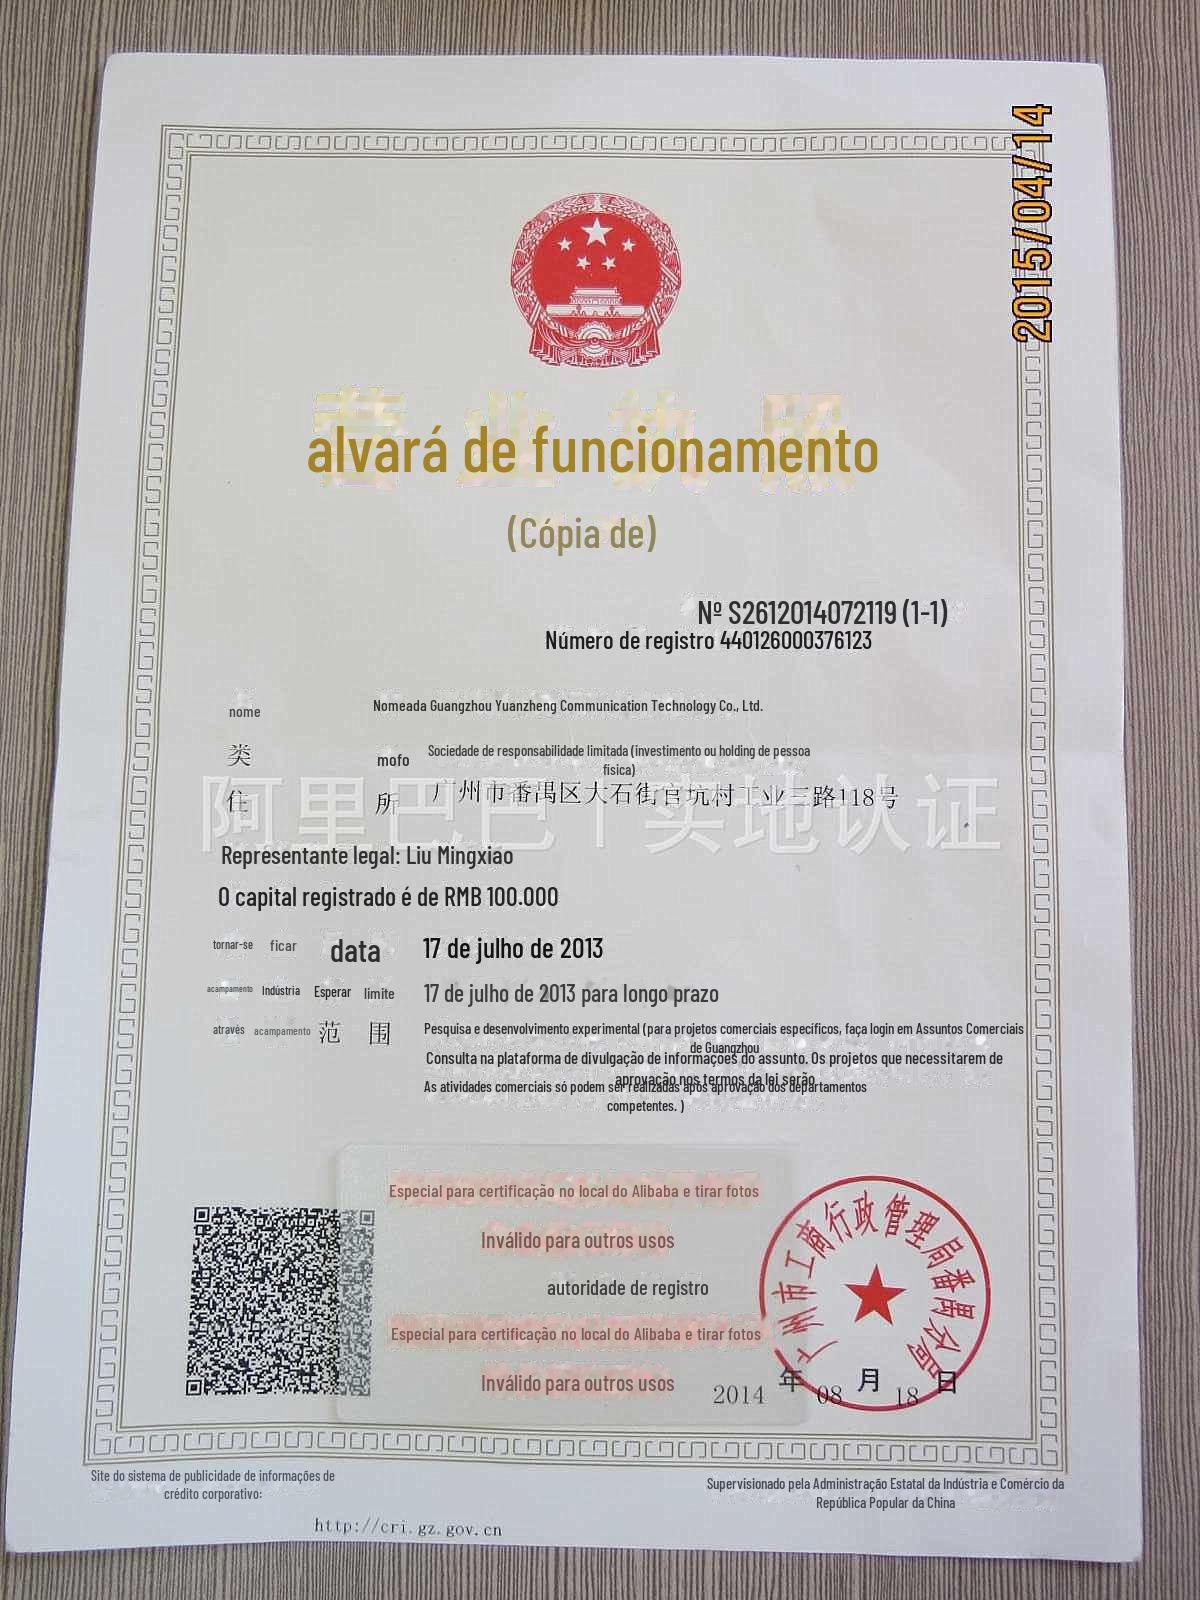 2015/04/14
alvará de funcionamento
(Cópia de)
Nº S2612014072119 (1-1)
Número de registro 440126000376123
nome Nomeada Guangzhou Yuanzheng Communication Technology Co., Ltd.
类 mofo Sociedade de responsabilidade limitada (investimento ou holding de pessoa
física)
住 所 广州市番禺区大石街官坑村工业三路118号
阿里巴巴|实地认证
Representante legal: Liu Mingxiao
O capital registrado é de RMB 100.000
tornar-se ficar data 17 de julho de 2013
acampamento Indústria Esperar limite 17 de julho de 2013 para longo prazo
através acampamento 范 围 Pesquisa e desenvolvimento experimental (para projetos comerciais específicos, faça login em Assuntos Comerciais
de Guangzhou
Consulta na plataforma de divulgação de informações do assunto. Os projetos que necessitarem de
aprovação nos termos da lei serão
As atividades comerciais só podem ser realizadas após aprovação dos departamentos
competentes. )
Especial para certificação no local do Alibaba e tirar fotos
Inválido para outros usos
autoridade de registro
Especial para certificação no local do Alibaba e tirar fotos
Inválido para outros usos
广州市工商行政管理局番禺分局
2014 年 08 月 18 日
Site do sistema de publicidade de informações de
crédito corporativo:
http://cri.gz.gov.cn
Supervisionado pela Administração Estatal da Indústria e Comércio da
República Popular da China